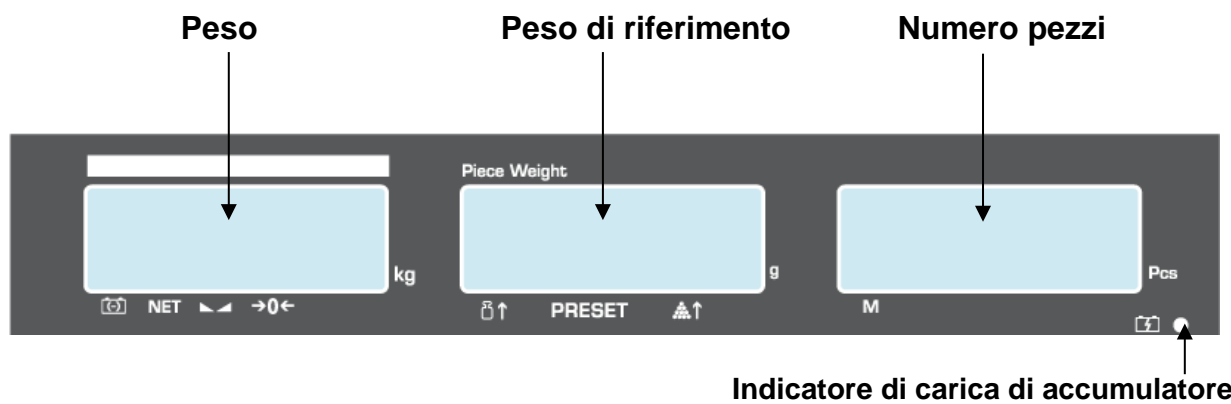 Peso Peso di riferimento Numero pezzi
Piece Weight
kg g Pcs
NET →0← ↑ PRESET ↑ M
Indicatore di carica di accumulatore